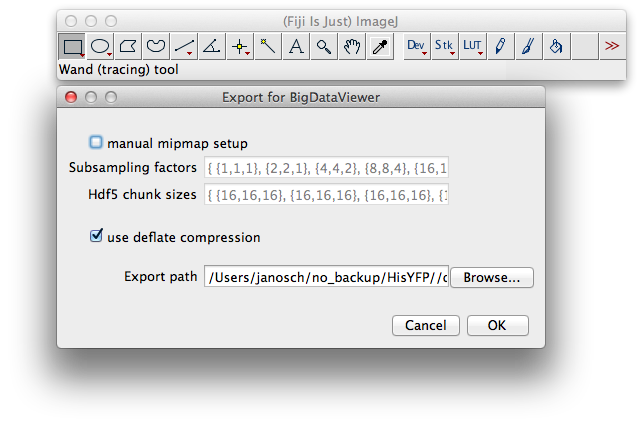 (Fiji Is Just) ImageJ
A Dev Stk LUT >>
Wand (tracing) tool
Export for BigDataViewer
manual mipmap setup
Subsampling factors { {1,1,1}, {2,2,1}, {4,4,2}, {8,8,4}, {16,1
Hdf5 chunk sizes { {16,16,16}, {16,16,16}, {16,16,16}, {1
use deflate compression
Export path /Users/janosch/no_backup/HisYFP//d Browse...
Cancel OK